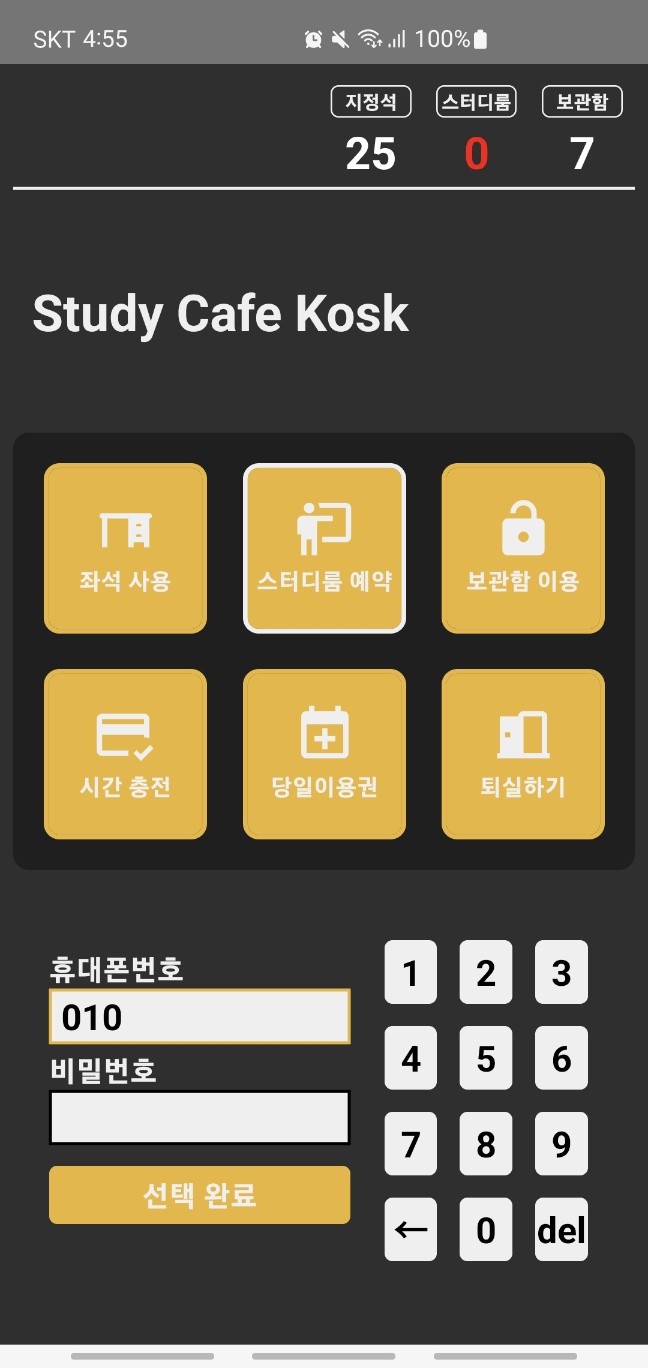 SKT 4:55 100%
지정석 스터디룸 보관함
25 0 7
Study Cafe Kosk
좌석 사용 스터디룸 예약 보관함 이용
시간 충전 당일이용권 퇴실하기
휴대폰번호
010
비밀번호
선택 완료
1 2 3
4 5 6
7 8 9
← 0 del